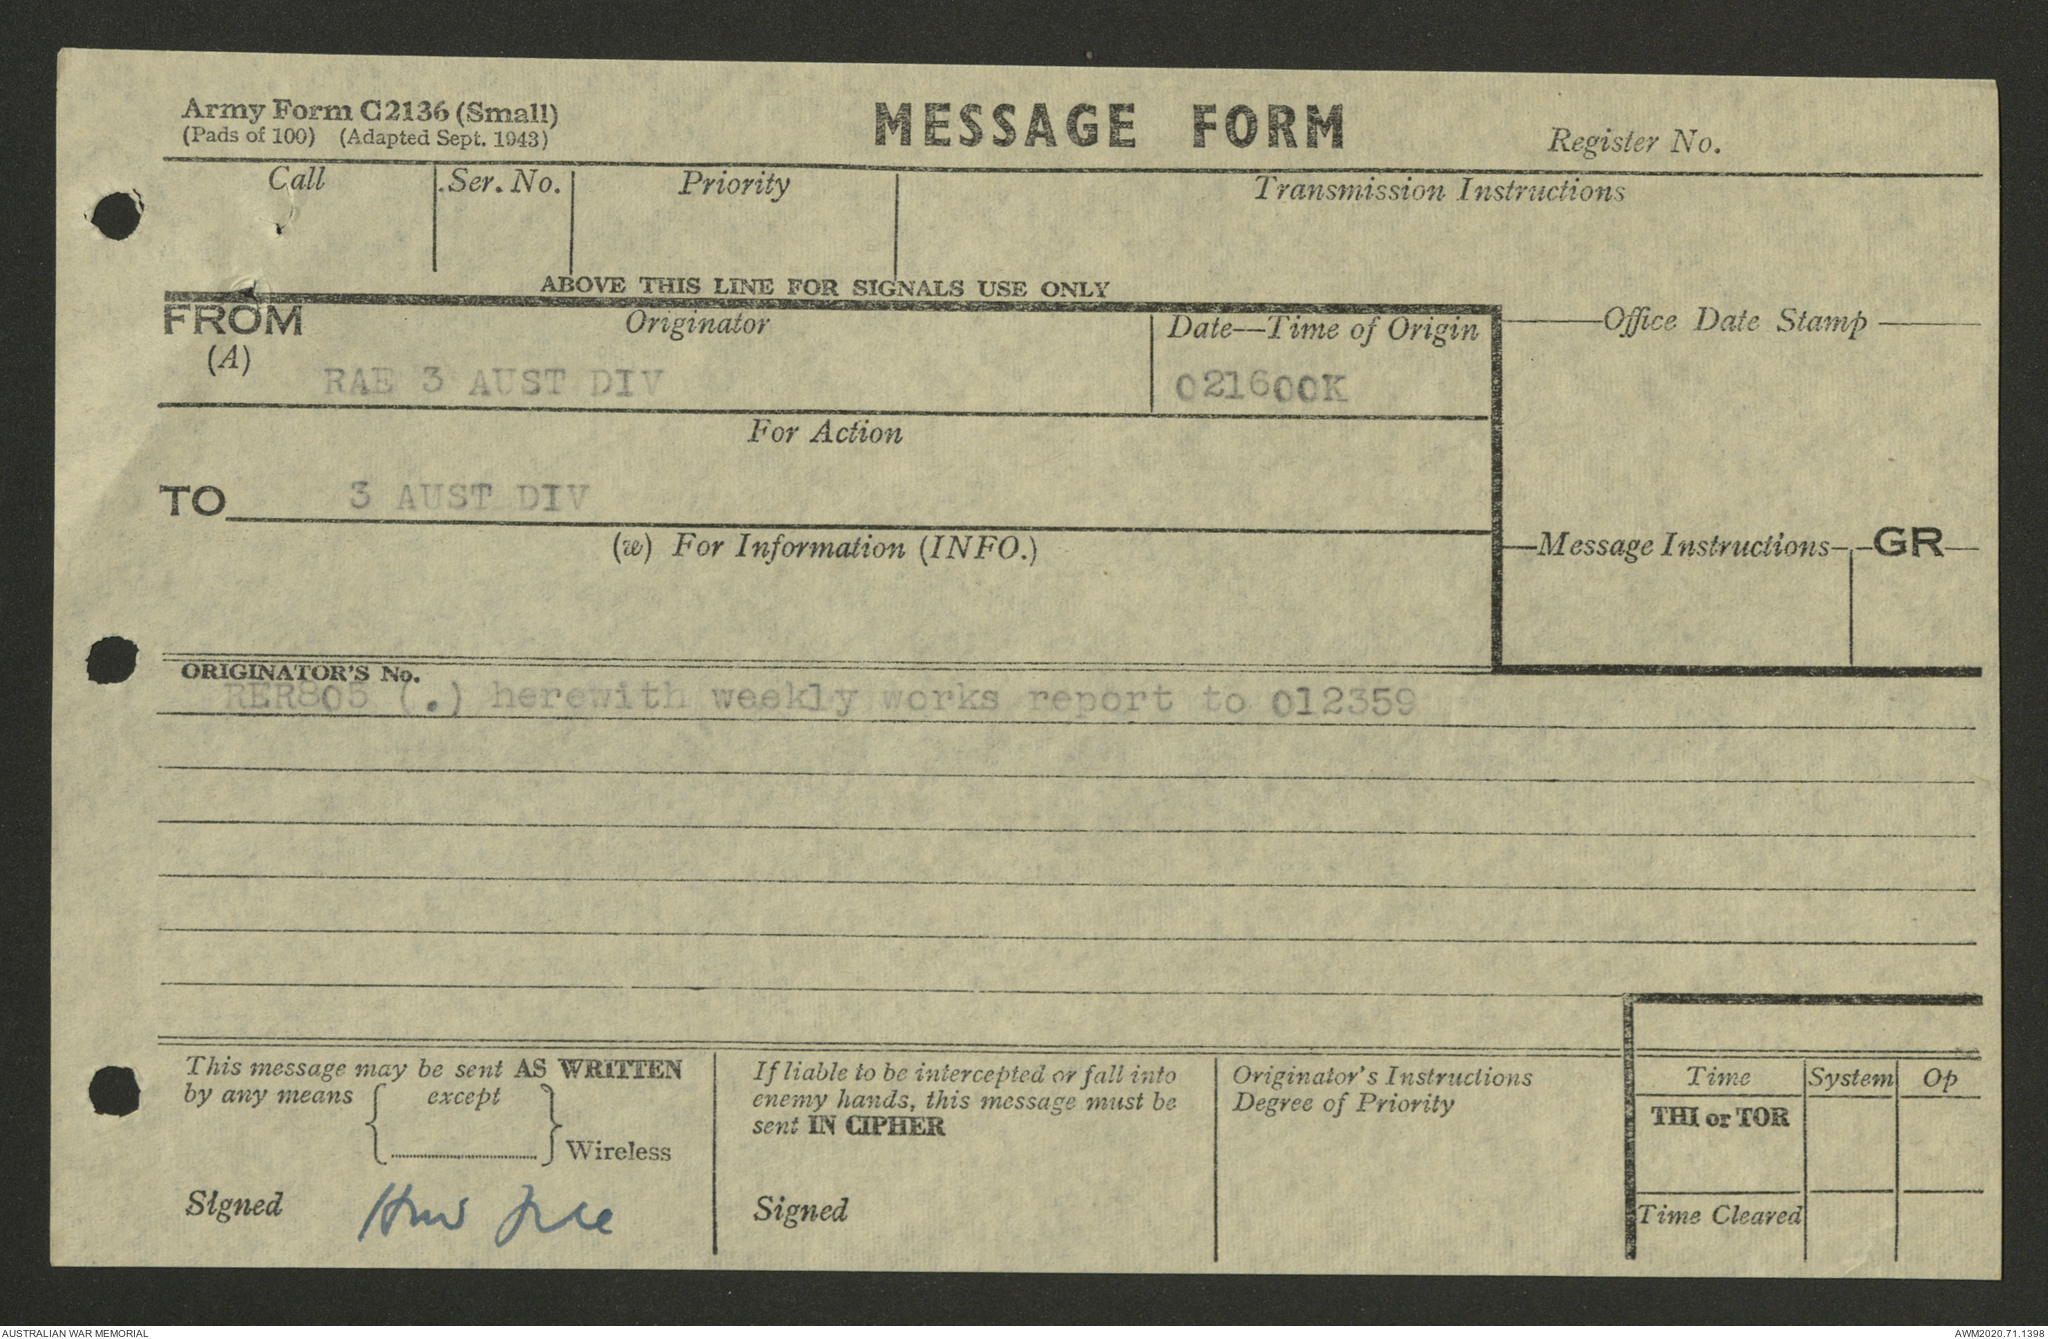 Army Form C2136 (Small)
(Pads of 100) (Adapted Sept. 1943)
MESSAGE FORM
Register No.
Call
Ser. No.
Priority
Transmission Instructions
ABOVE THIS LINE FOR SIGNALS USE ONLY
FROM
(A)
Originator
Date—Time of Origin
Office Date Stamp
RAE 3 AUST DIV
021600K
For Action
TO 3 AUST DIV
(w) For Information (INFO.)
Message Instructions
GR
ORIGINATOR'S No.
RER805 (.) herewith weekly works report to 012359
This message may be sent AS WRITTEN
by any means { except
} Wireless
Signed
If liable to be intercepted or fall into
enemy hands, this message must be
sent IN CIPHER
Signed
Originator's Instructions
Degree of Priority
Time
System
Op
THI or TOR
Time Cleared
AUSTRALIAN WAR MEMORIAL
AWM2020.71.1398